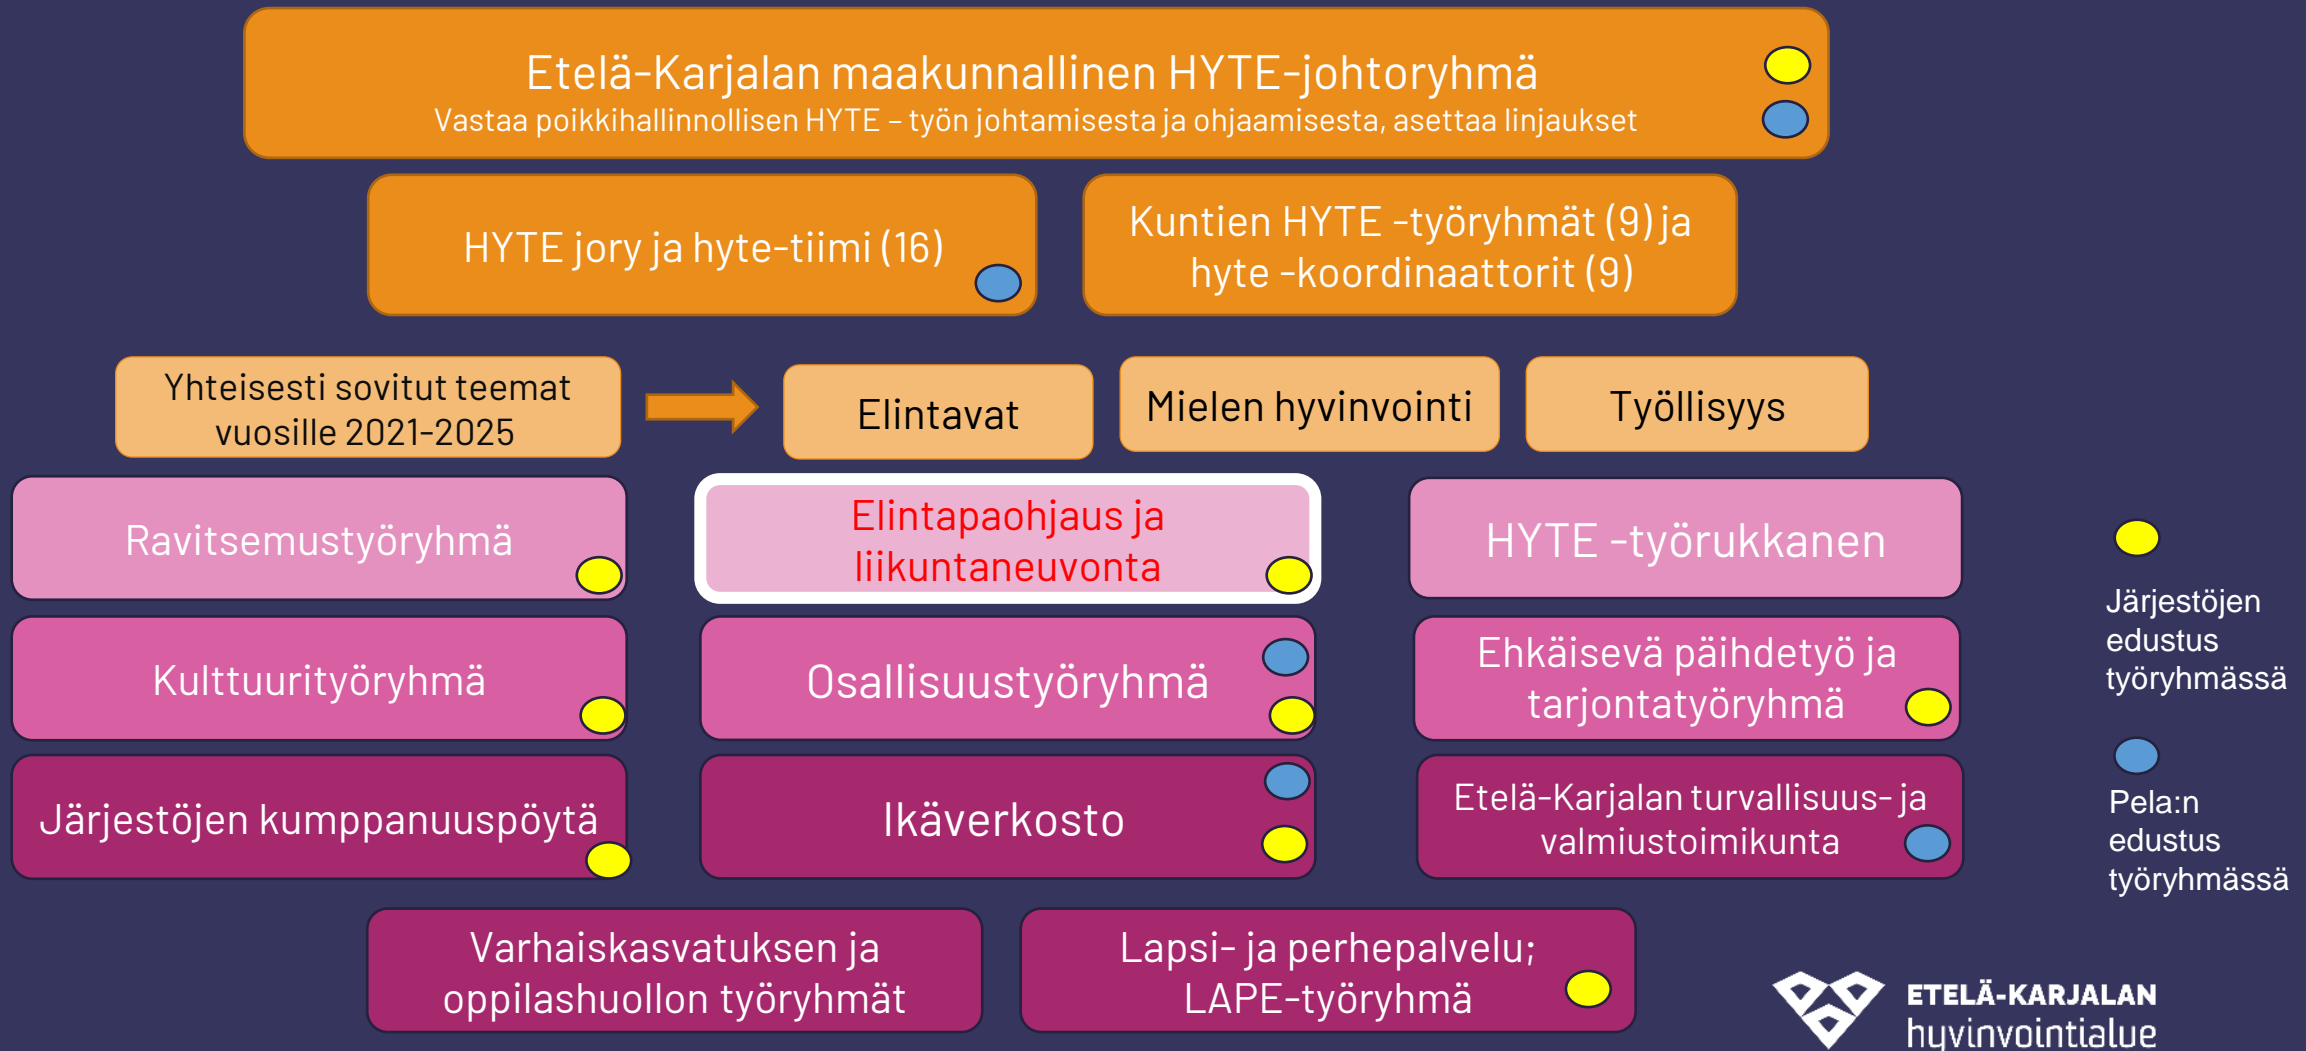 Etelä-Karjalan maakunnallinen HYTE-johtoryhmä
Vastaa poikkihallinnollisen HYTE – työn johtamisesta ja ohjaamisesta, asettaa linjaukset
HYTE jory ja hyte-tiimi (16)
Kuntien HYTE -työryhmät (9) ja
hyte -koordinaattorit (9)
Yhteisesti sovitut teemat
vuosille 2021-2025
Elintavat
Mielen hyvinvointi
Työllisyys
Ravitsemustyöryhmä
Elintapaohjaus ja
liikuntaneuvonta
HYTE -työrukkanen
Kulttuurityöryhmä
Osallisuustyöryhmä
Ehkäisevä päihdetyö ja
tarjontatyöryhmä
Järjestöjen kumppanuuspöytä
Ikäverkosto
Etelä-Karjalan turvallisuus- ja
valmiustoimikunta
Varhaiskasvatuksen ja
oppilashuollon työryhmät
Lapsi- ja perhepalvelu;
LAPE-työryhmä
Järjestöjen
edustus
työryhmässä
Pela:n
edustus
työryhmässä
ETELÄ-KARJALAN
hyvinvointialue